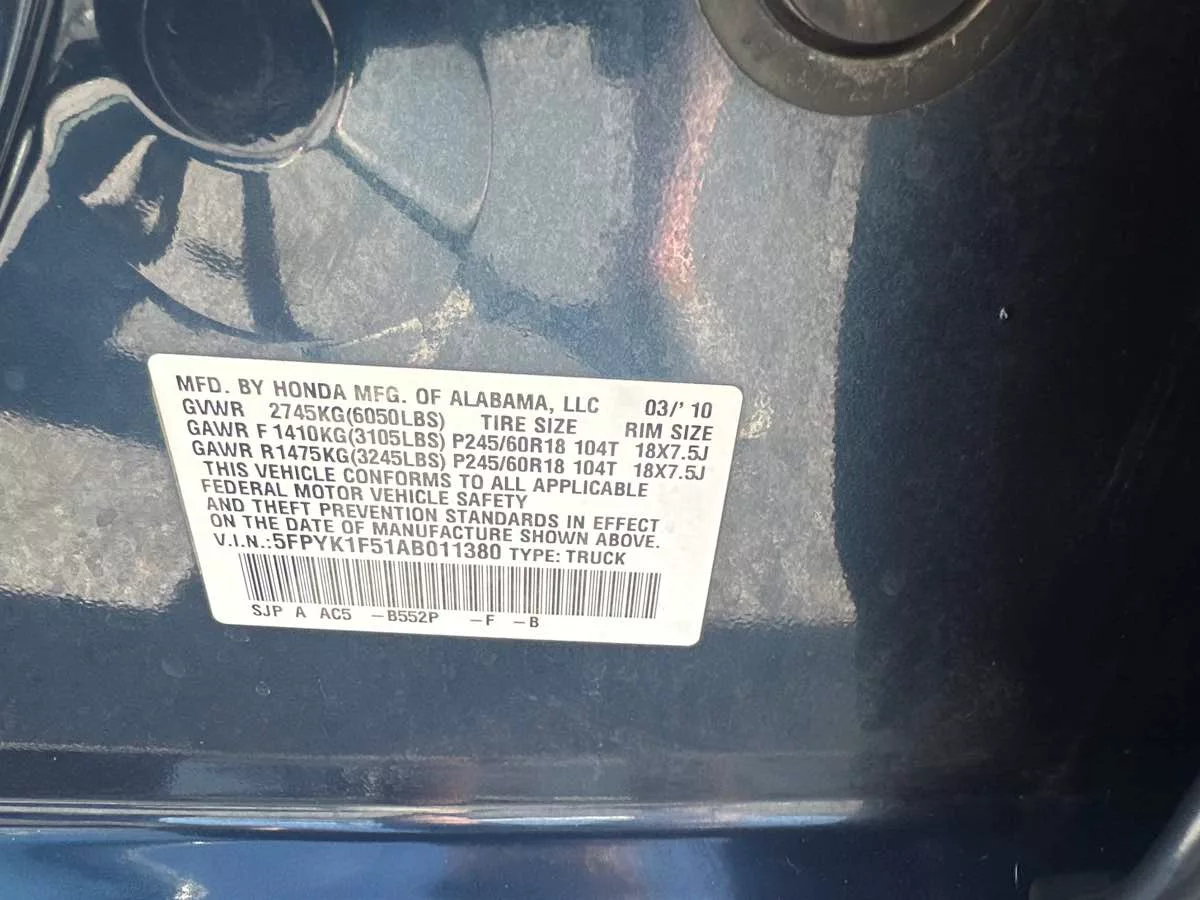 MFD. BY HONDA MFG. OF ALABAMA, LLC 03/' 10
GVWR 2745KG(6050LBS) TIRE SIZE RIM SIZE
GAWR F 1410KG(3105LBS) P245/60R18 104T 18X7.5J
GAWR R1475KG(3245LBS) P245/60R18 104T 18X7.5J
THIS VEHICLE CONFORMS TO ALL APPLICABLE
FEDERAL MOTOR VEHICLE SAFETY
AND THEFT PREVENTION STANDARDS IN EFFECT
ON THE DATE OF MANUFACTURE SHOWN ABOVE.
V.I.N.:5FPYK1F51AB011380 TYPE: TRUCK
SJP A AC5 -B552P -F -B